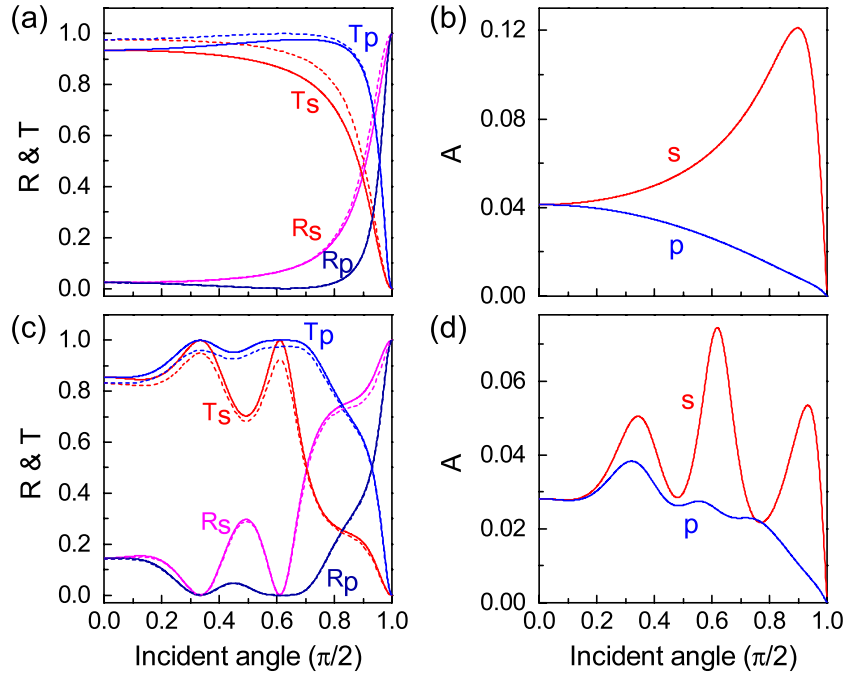 (a)
R & T
1.0
0.8
0.6
0.4
0.2
0.0
Tp
Ts
Rs
Rp
(b)
A
0.12
0.08
0.04
0.00
s
p
(c)
R & T
1.0
0.8
0.6
0.4
0.2
0.0
Tp
Ts
Rs
Rp
0.0 0.2 0.4 0.6 0.8 1.0
Incident angle (π/2)
(d)
A
0.06
0.04
0.02
0.00
s
p
0.0 0.2 0.4 0.6 0.8 1.0
Incident angle (π/2)